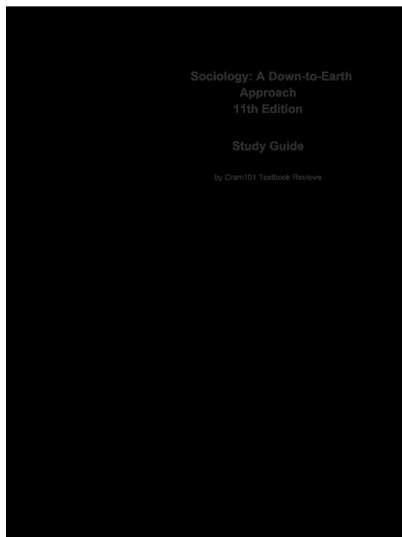 Sociology: A Down-to-Earth
Approach
11th Edition
Study Guide
by Cram101 Textbook Reviews